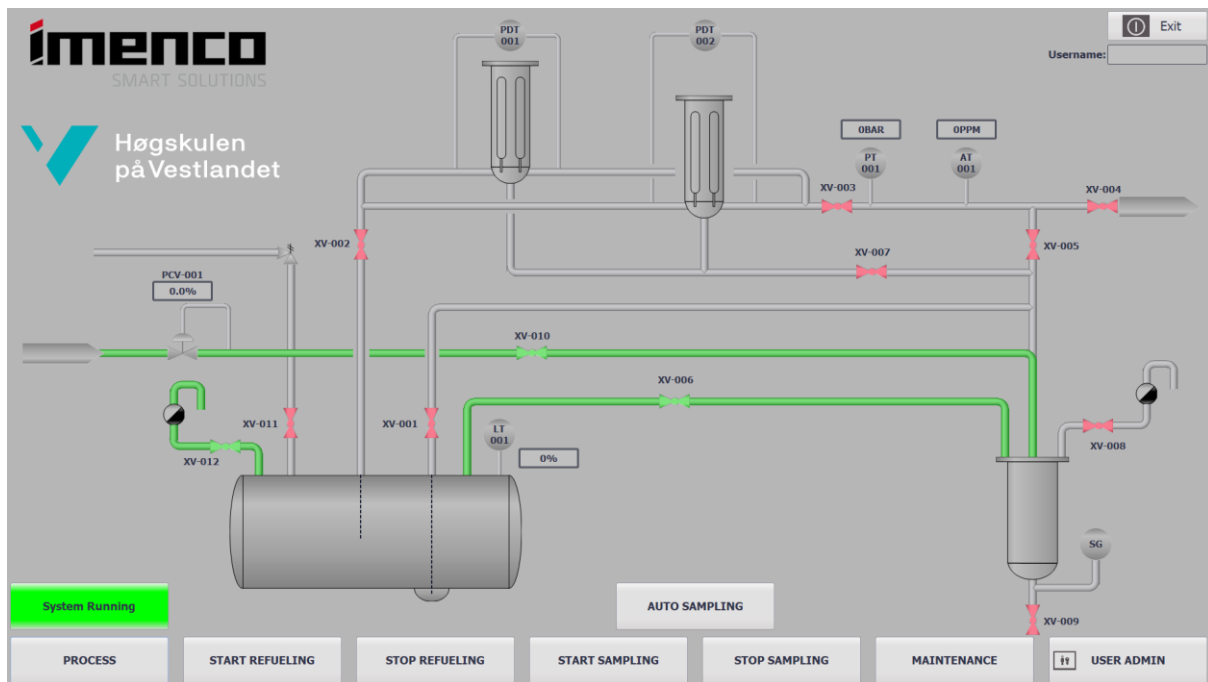 imenco
SMART SOLUTIONS
Høgskulen
på Vestlandet
PDT
001
PDT
002
Exit
Username:
0BAR
0PPM
PT
001
AT
001
XV-003
XV-004
XV-002
XV-005
XV-007
PCV-001
0.0%
XV-010
XV-006
XV-011
XV-001
LT
001
0%
XV-012
XV-008
SG
XV-009
System Running
AUTO SAMPLING
PROCESS
START REFUELING
STOP REFUELING
START SAMPLING
STOP SAMPLING
MAINTENANCE
USER ADMIN